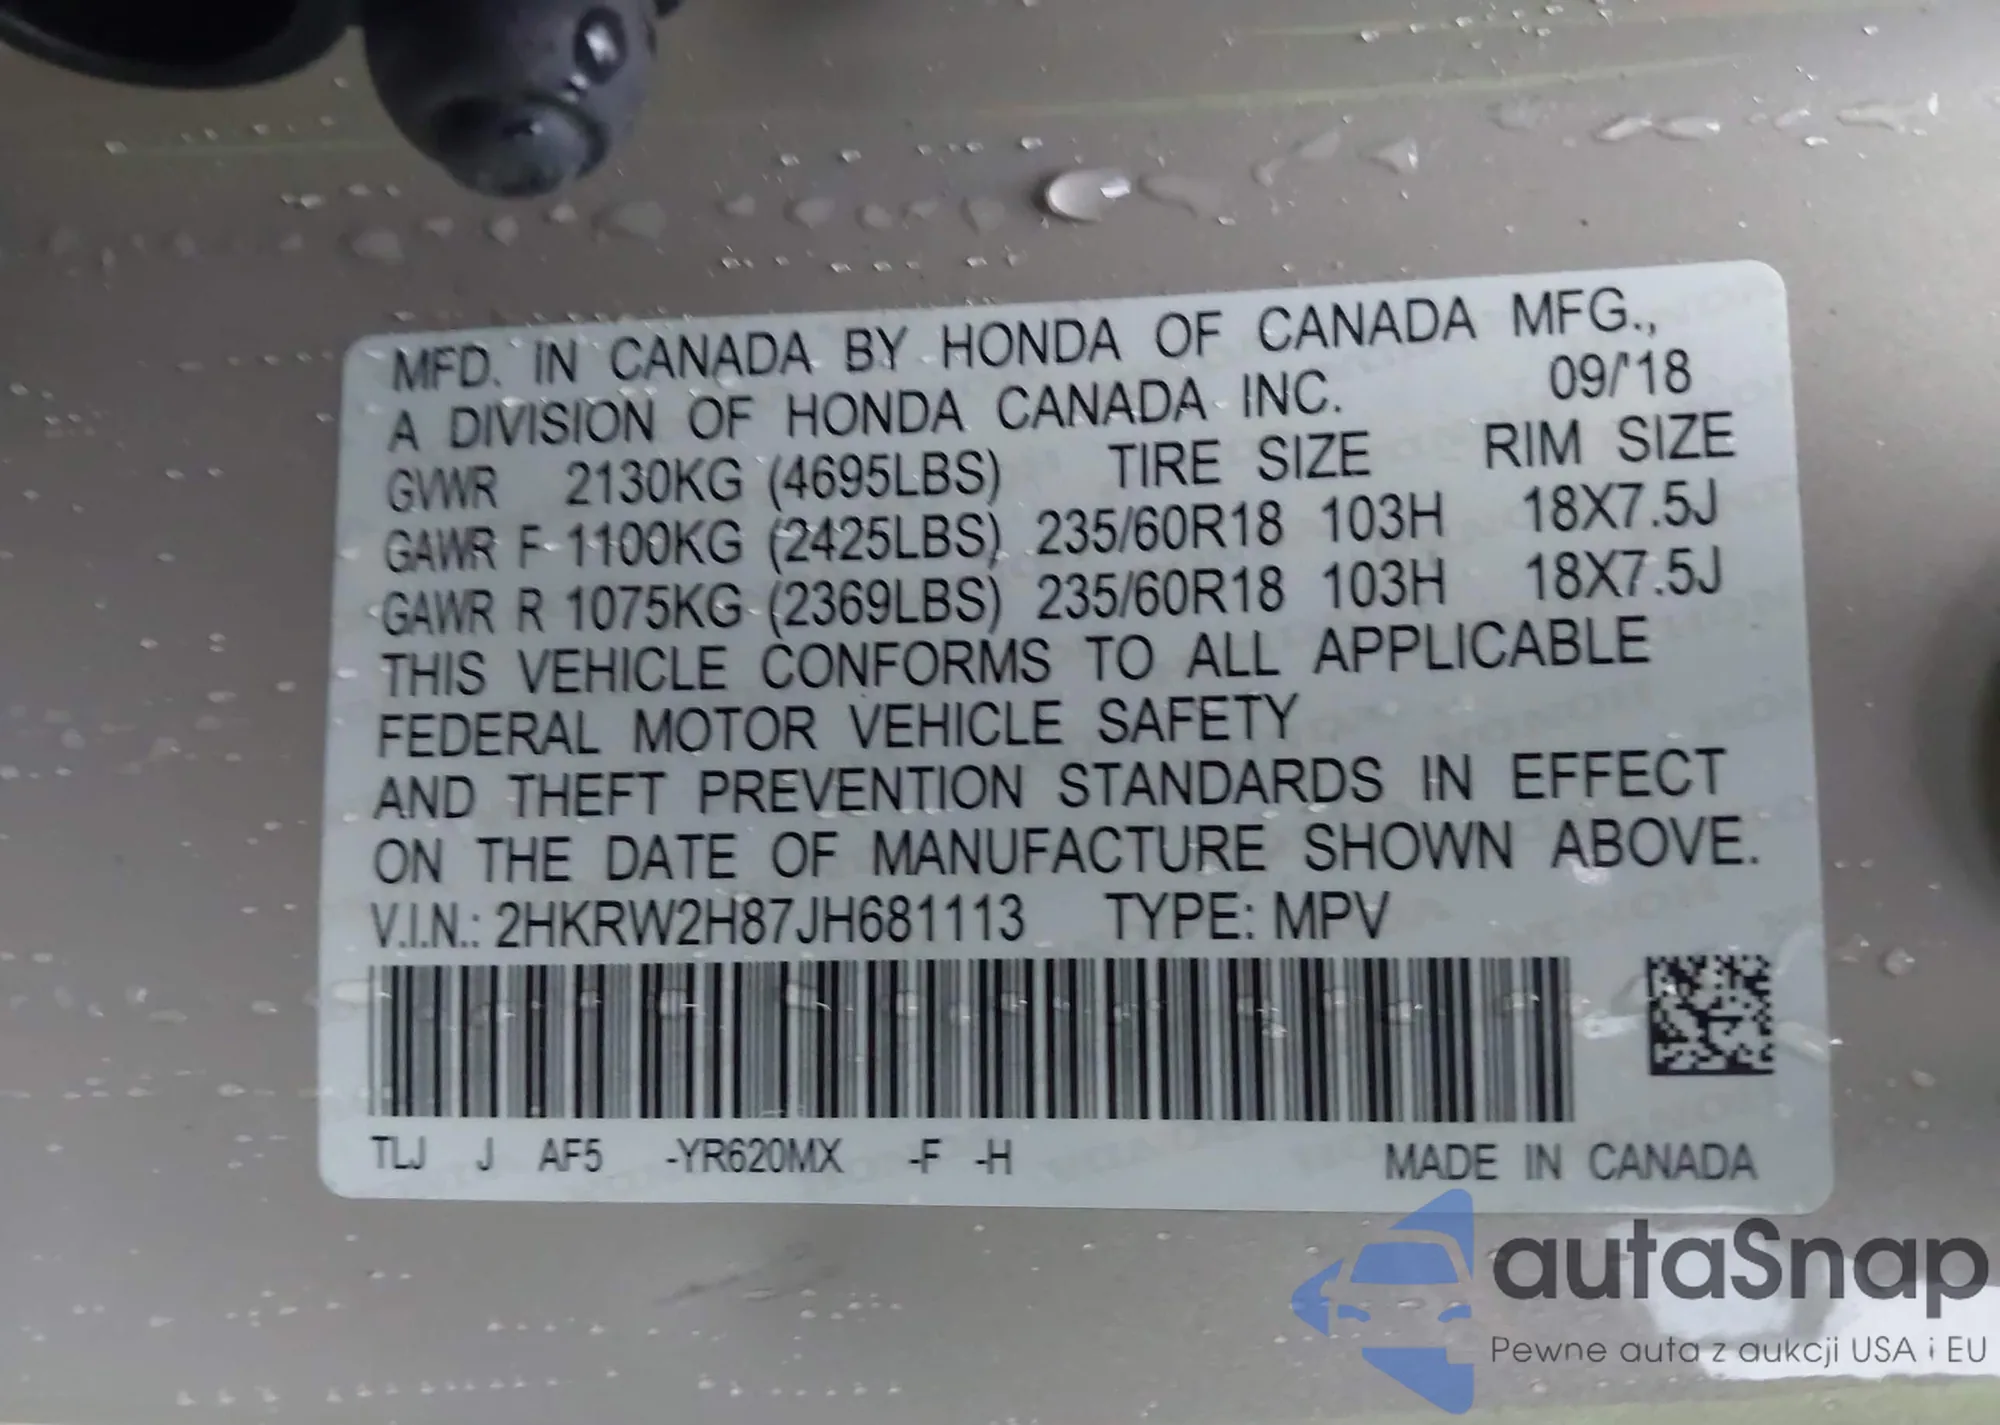 MFD. IN CANADA BY HONDA OF CANADA MFG.,
A DIVISION OF HONDA CANADA INC. 09/'18
GVWR 2130KG (4695LBS) TIRE SIZE RIM SIZE
GAWR F 1100KG (2425LBS) 235/60R18 103H 18X7.5J
GAWR R 1075KG (2369LBS) 235/60R18 103H 18X7.5J
THIS VEHICLE CONFORMS TO ALL APPLICABLE
FEDERAL MOTOR VEHICLE SAFETY
AND THEFT PREVENTION STANDARDS IN EFFECT
ON THE DATE OF MANUFACTURE SHOWN ABOVE.
V.I.N.: 2HKRW2H87JH681113 TYPE: MPV
TLJ J AF5 -YR620MX -F -H MADE IN CANADA
autaSnap
Pewne auta z aukcji USA i EU